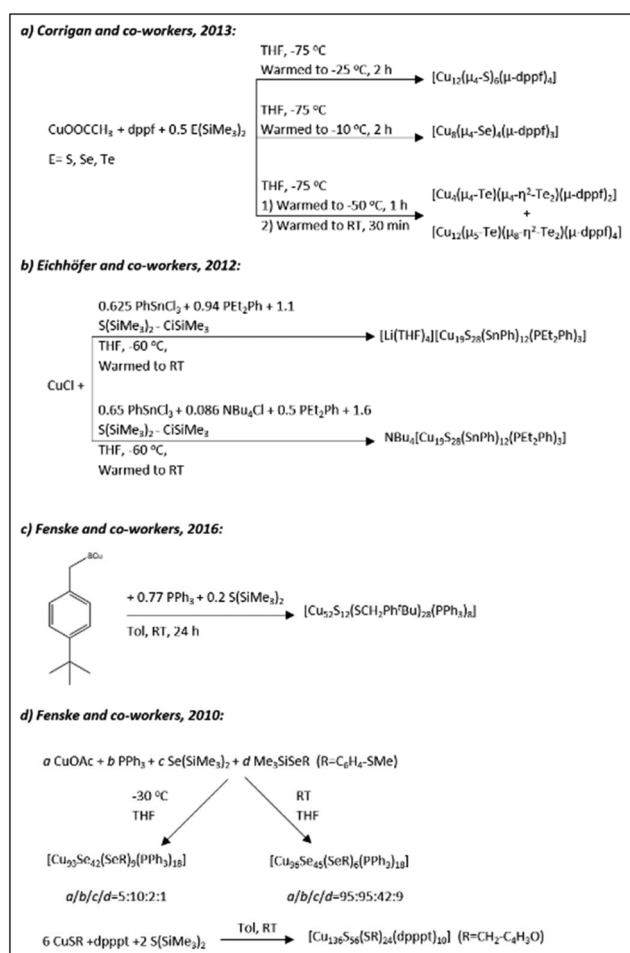 a) Corrigan and co-workers, 2013:
THF, -75 °C
Warmed to -25 °C, 2 h
[Cu₁₂(μ₄-S)₆(μ-dppf)₄]
THF, -75 °C
CuOOCCH₃ + dppf + 0.5 E(SiMe₃)₂
Warmed to -10 °C, 2 h
[Cu₈(μ₄-Se)₄(μ-dppf)₃]
E= S, Se, Te
THF, -75 °C
1) Warmed to -50 °C, 1 h
2) Warmed to RT, 30 min
[Cu₄(μ₄-Te)(μ₄-η²-Te₂)(μ-dppf)₂]
+
[Cu₁₂(μ₅-Te)(μ₈-η²-Te₂)(μ-dppf)₄]
b) Eichhöfer and co-workers, 2012:
0.625 PhSnCl₃ + 0.94 PEt₂Ph + 1.1
S(SiMe₃)₂ - CiSiMe₃
THF, -60 °C,
Warmed to RT
[Li(THF)₄][Cu₁₉S₂₈(SnPh)₁₂(PEt₂Ph)₃]
CuCl +
0.65 PhSnCl₃ + 0.086 NBu₄Cl + 0.5 PEt₂Ph + 1.6
S(SiMe₃)₂ - CiSiMe₃
THF, -60 °C,
Warmed to RT
NBu₄[Cu₁₉S₂₈(SnPh)₁₂(PEt₂Ph)₃]
c) Fenske and co-workers, 2016:
SCu
+ 0.77 PPh₃ + 0.2 S(SiMe₃)₂
Tol, RT, 24 h
[Cu₅₂S₁₂(SCH₂PhᵗBu)₂₈(PPh₃)₈]
d) Fenske and co-workers, 2010:
a CuOAc + b PPh₃ + c Se(SiMe₃)₂ + d Me₃SiSeR (R=C₆H₄-SMe)
-30 °C
THF
RT
THF
[Cu₉₃Se₄₂(SeR)₉(PPh₃)₁₈]
[Cu₉₆Se₄₅(SeR)₆(PPh₃)₁₈]
a/b/c/d=5:10:2:1
a/b/c/d=95:95:42:9
6 CuSR +dpppt +2 S(SiMe₃)₂
Tol, RT
[Cu₁₃₆S₅₆(SR)₂₄(dpppt)₁₀] (R=CH₂-C₄H₃O)